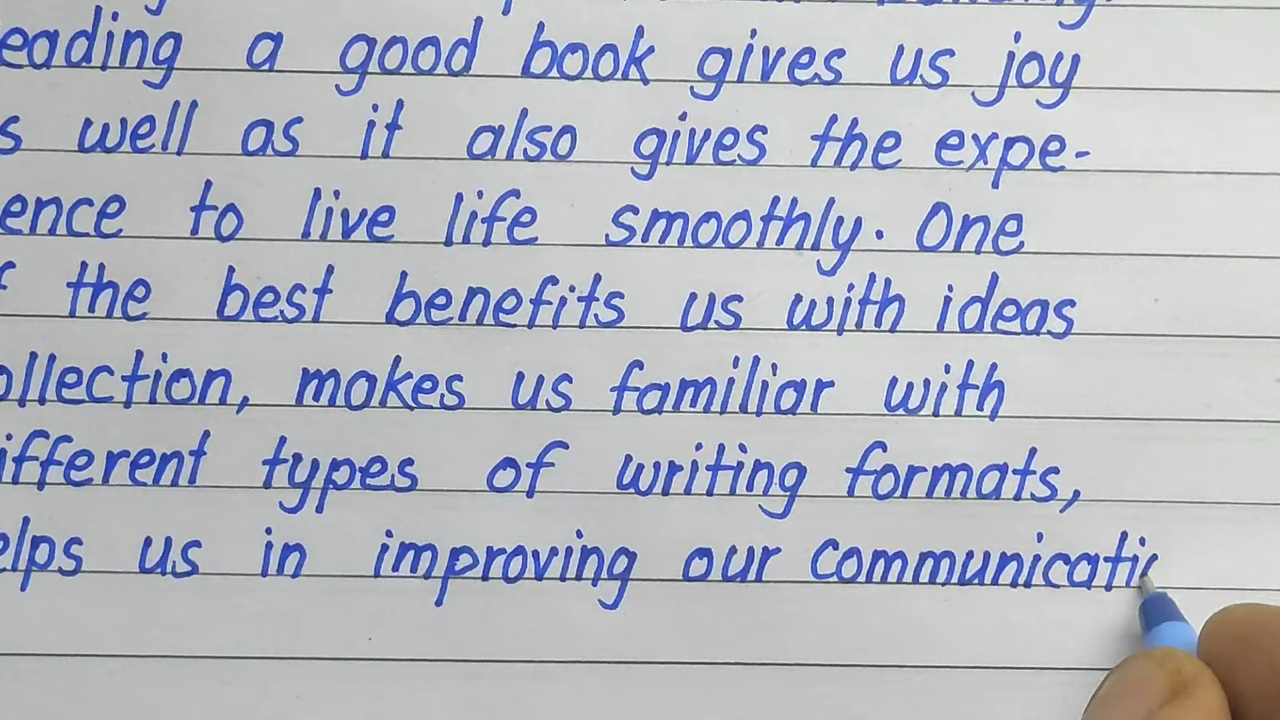 eading a good book gives us joy
s well as it also gives the expe-
ence to live life smoothly. One
f the best benefits us with ideas
ollection, makes us familiar with
ifferent types of writing formats,
elps us in improving our communicati